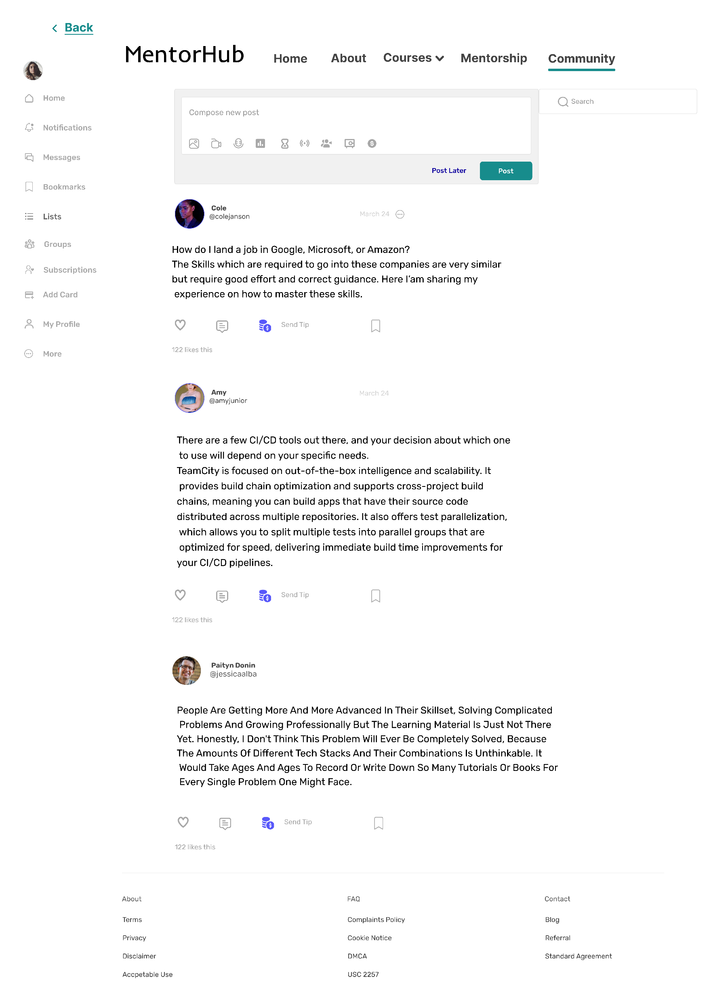 Back
MentorHub
Home
About
Courses
Mentorship
Community
Home
Notifications
Messages
Bookmarks
Lists
Groups
Subscriptions
Add Card
My Profile
More
Compose new post
Post Later
Post
Search
Cole
@colejanson
March 24
How do I land a job in Google, Microsoft, or Amazon?
The Skills which are required to go into these companies are very similar
but require good effort and correct guidance. Here I’am sharing my
experience on how to master these skills.
Send Tip
122 likes this
Amy
@amyjunior
March 24
There are a few CI/CD tools out there, and your decision about which one
to use will depend on your specific needs.
TeamCity is focused on out-of-the-box intelligence and scalability. It
provides build chain optimization and supports cross-project build
chains, meaning you can build apps that have their source code
distributed across multiple repositories. It also offers test parallelization,
which allows you to split multiple tests into parallel groups that are
optimized for speed, delivering immediate build time improvements for
your CI/CD pipelines.
Send Tip
122 likes this
Paityn Donin
@jessicaalba
People Are Getting More And More Advanced In Their Skillset, Solving Complicated
Problems And Growing Professionally But The Learning Material Is Just Not There
Yet. Honestly, I Don't Think This Problem Will Ever Be Completely Solved, Because
The Amounts Of Different Tech Stacks And Their Combinations Is Unthinkable. It
Would Take Ages And Ages To Record Or Write Down So Many Tutorials Or Books For
Every Single Problem One Might Face.
Send Tip
122 likes this
About
Terms
Privacy
Disclaimer
Accpetable Use
FAQ
Complaints Policy
Cookie Notice
DMCA
USC 2257
Contact
Blog
Referral
Standard Agreement